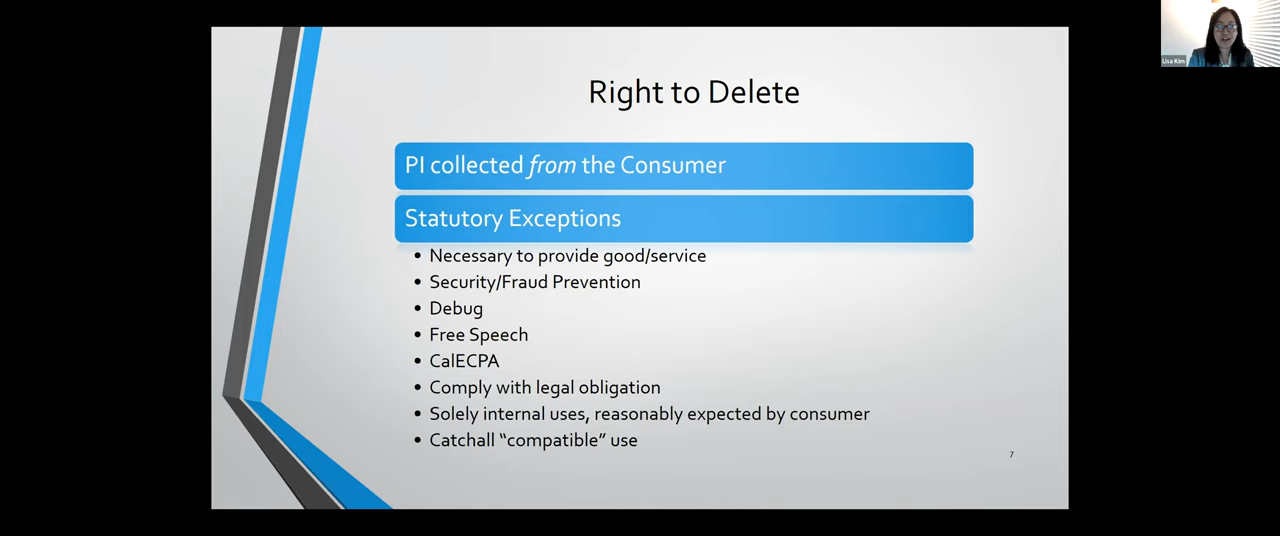 Lisa Kim
Right to Delete
PI collected from the Consumer
Statutory Exceptions
• Necessary to provide good/service
• Security/Fraud Prevention
• Debug
• Free Speech
• CalECPA
• Comply with legal obligation
• Solely internal uses, reasonably expected by consumer
• Catchall “compatible” use
7